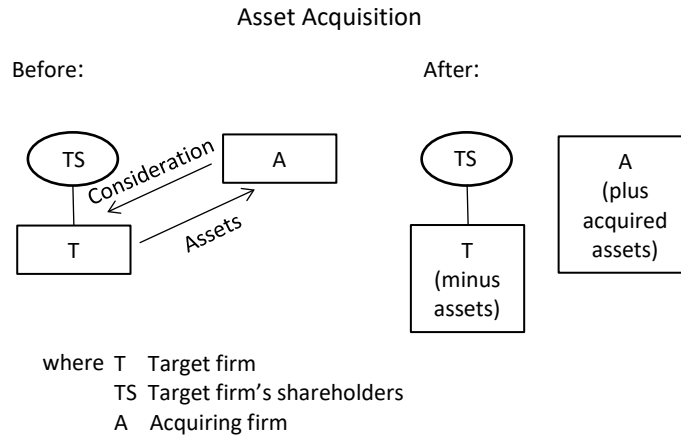 Asset Acquisition
Before:
After:
TS
Consideration
A
Assets
T
TS
T
(minus
assets)
A
(plus
acquired
assets)
where T Target firm
TS Target firm’s shareholders
A Acquiring firm